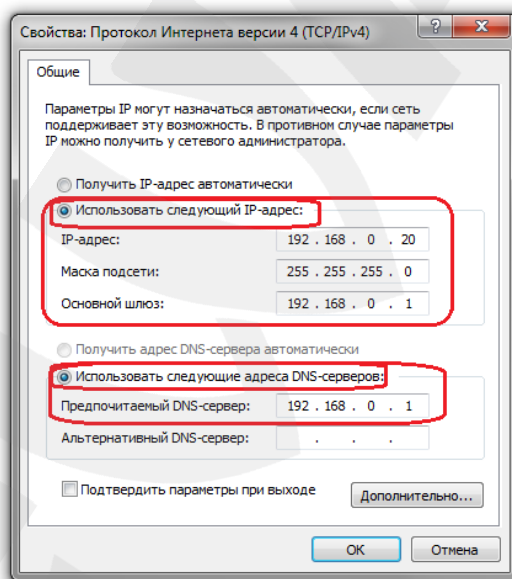 Свойства: Протокол Интернета версии 4 (TCP/IPv4)
Общие
Параметры IP могут назначаться автоматически, если сеть
поддерживает эту возможность. В противном случае параметры
IP можно получить у сетевого администратора.
Получить IP-адрес автоматически
Использовать следующий IP-адрес:
IP-адрес: 192 . 168 . 0 . 20
Маска подсети: 255 . 255 . 255 . 0
Основной шлюз: 192 . 168 . 0 . 1
Получить адрес DNS-сервера автоматически
Использовать следующие адреса DNS-серверов:
Предпочитаемый DNS-сервер: 192 . 168 . 0 . 1
Альтернативный DNS-сервер: . . .
Подтвердить параметры при выходе
Дополнительно...
ОК Отмена